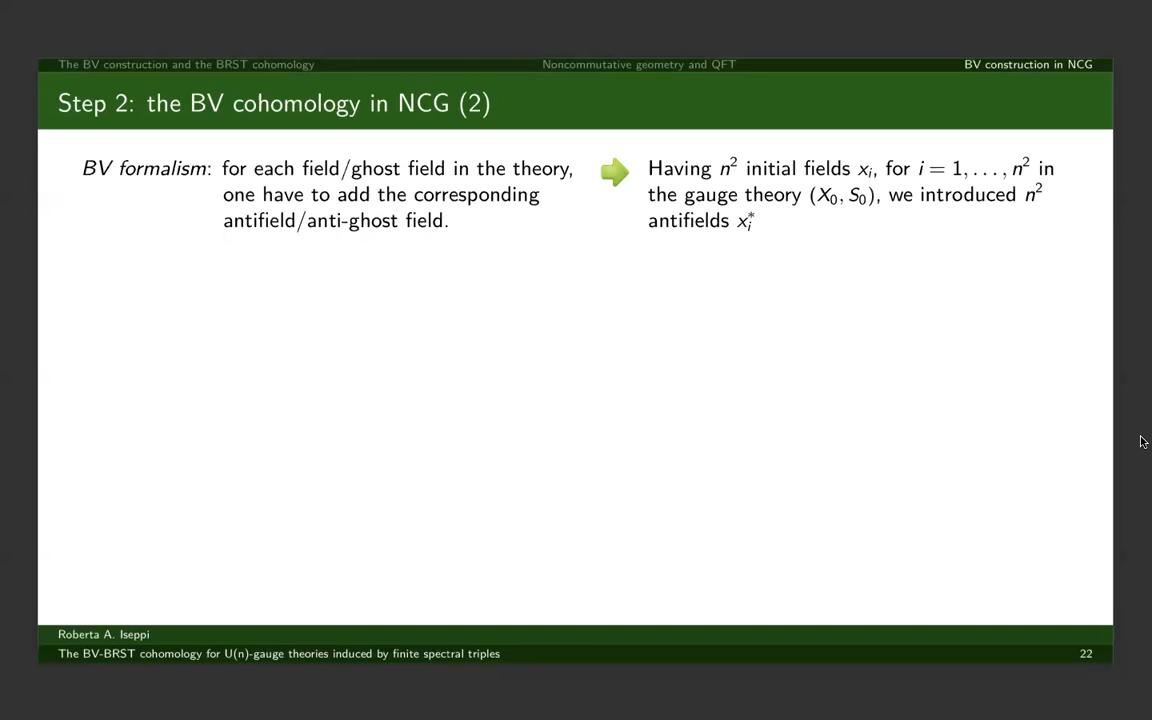 The BV construction and the BRST cohomology Noncommutative geometry and QFT BV construction in NCG
Step 2: the BV cohomology in NCG (2)
BV formalism: for each field/ghost field in the theory,
one have to add the corresponding
antifield/anti-ghost field.
Having n² initial fields xᵢ, for i = 1, . . . , n² in
the gauge theory (X₀, S₀), we introduced n²
antifields xᵢ*
Roberta A. Iseppi
The BV-BRST cohomology for U(n)-gauge theories induced by finite spectral triples 22